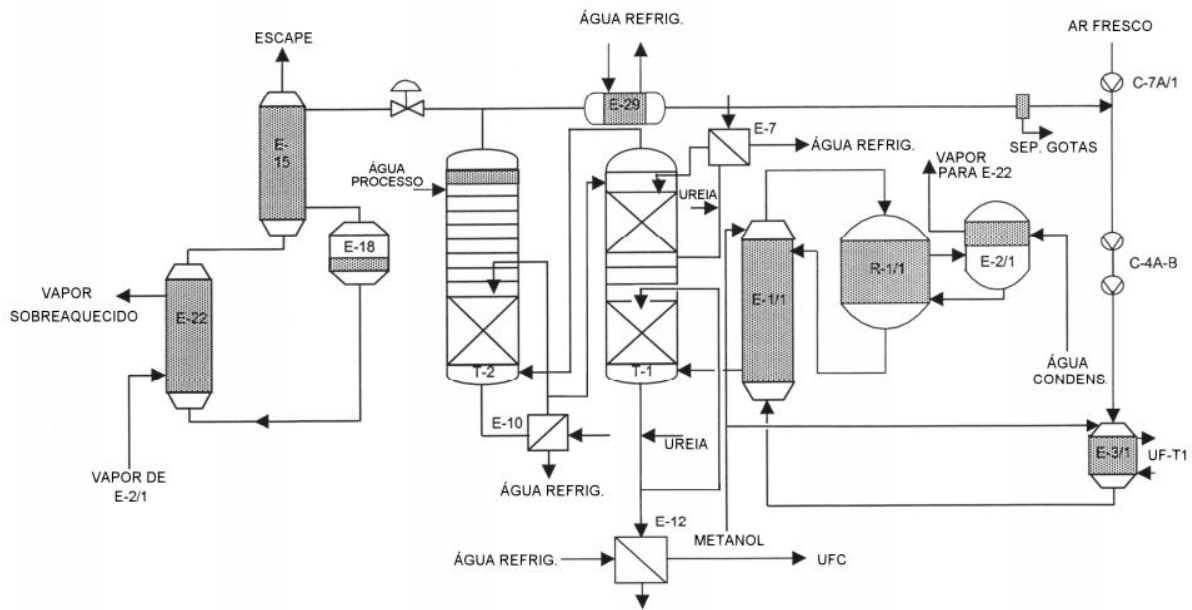 ÁGUA REFRIG.
AR FRESCO
ESCAPE
C-7A/1
E-29
E-
15
E-7
SEP. GOTAS
ÁGUA REFRIG.
VAPOR
PARA E-22
ÁGUA
PROCESSO
UREIA
E-18
R-1/1
E-2/1
C-4A-B
VAPOR
SOBREAQUECIDO
E-22
E-1/1
ÁGUA
CONDENS.
T-2
T-1
E-10
UREIA
E-3/1
UF-T1
VAPOR DE
E-2/1
ÁGUA REFRIG.
E-12
METANOL
ÁGUA REFRIG.
UFC